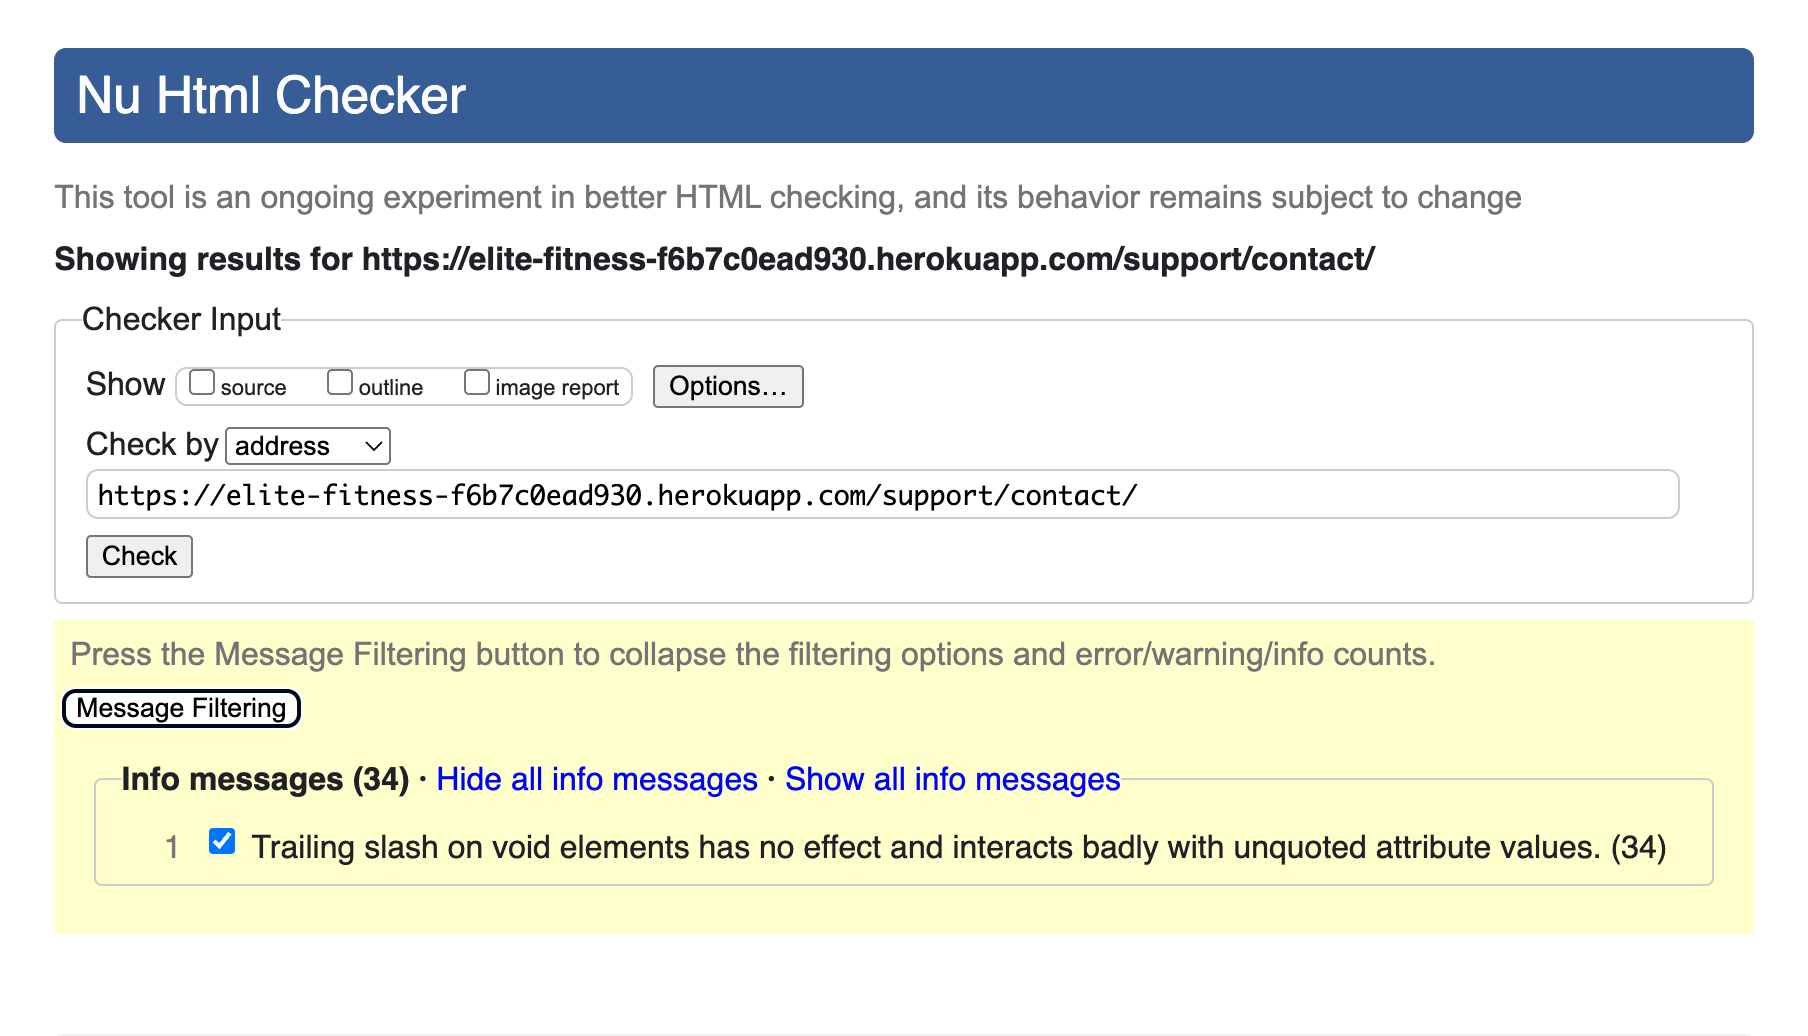 Nu Html Checker
This tool is an ongoing experiment in better HTML checking, and its behavior remains subject to change
Showing results for https://elite-fitness-f6b7c0ead930.herokuapp.com/support/contact/
Checker Input
Show source outline image report Options...
Check by address
https://elite-fitness-f6b7c0ead930.herokuapp.com/support/contact/
Check
Press the Message Filtering button to collapse the filtering options and error/warning/info counts.
Message Filtering
Info messages (34) · Hide all info messages · Show all info messages
1 Trailing slash on void elements has no effect and interacts badly with unquoted attribute values. (34)